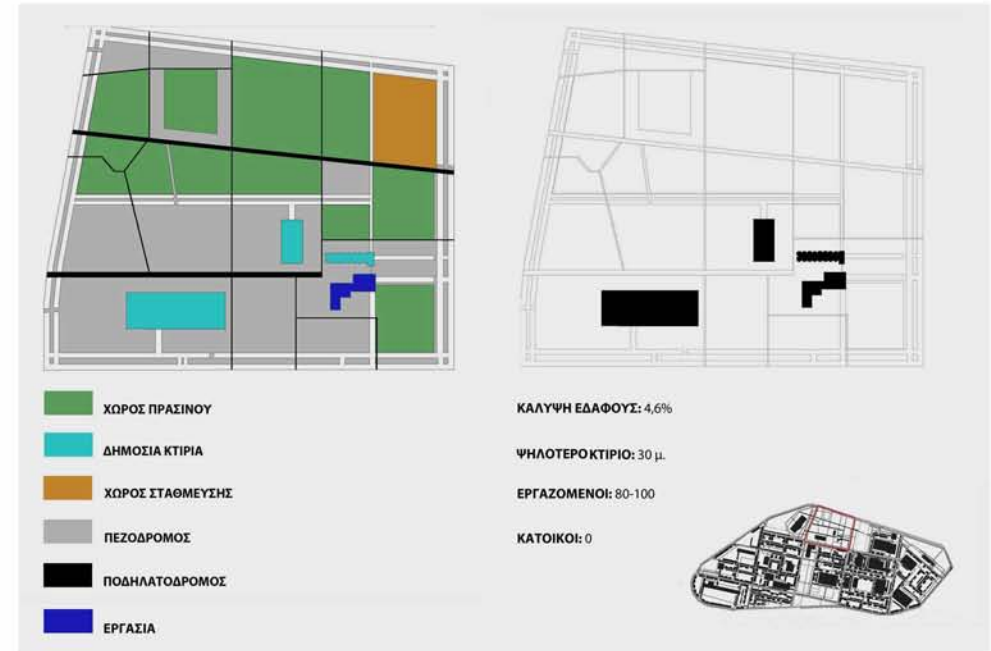 ΧΩΡΟΣ ΠΡΑΣΙΝΟΥ
ΔΗΜΟΣΙΑ ΚΤΙΡΙΑ
ΧΩΡΟΣ ΣΤΑΘΜΕΥΣΗΣ
ΠΕΖΟΔΡΟΜΟΣ
ΠΟΔΗΛΑΤΟΔΡΟΜΟΣ
ΕΡΓΑΣΙΑ
ΚΑΛΥΨΗ ΕΔΑΦΟΥΣ: 4,6%
ΨΗΛΟΤΕΡΟ ΚΤΙΡΙΟ: 30 μ.
ΕΡΓΑΖΟΜΕΝΟΙ: 80-100
ΚΑΤΟΙΚΟΙ: 0